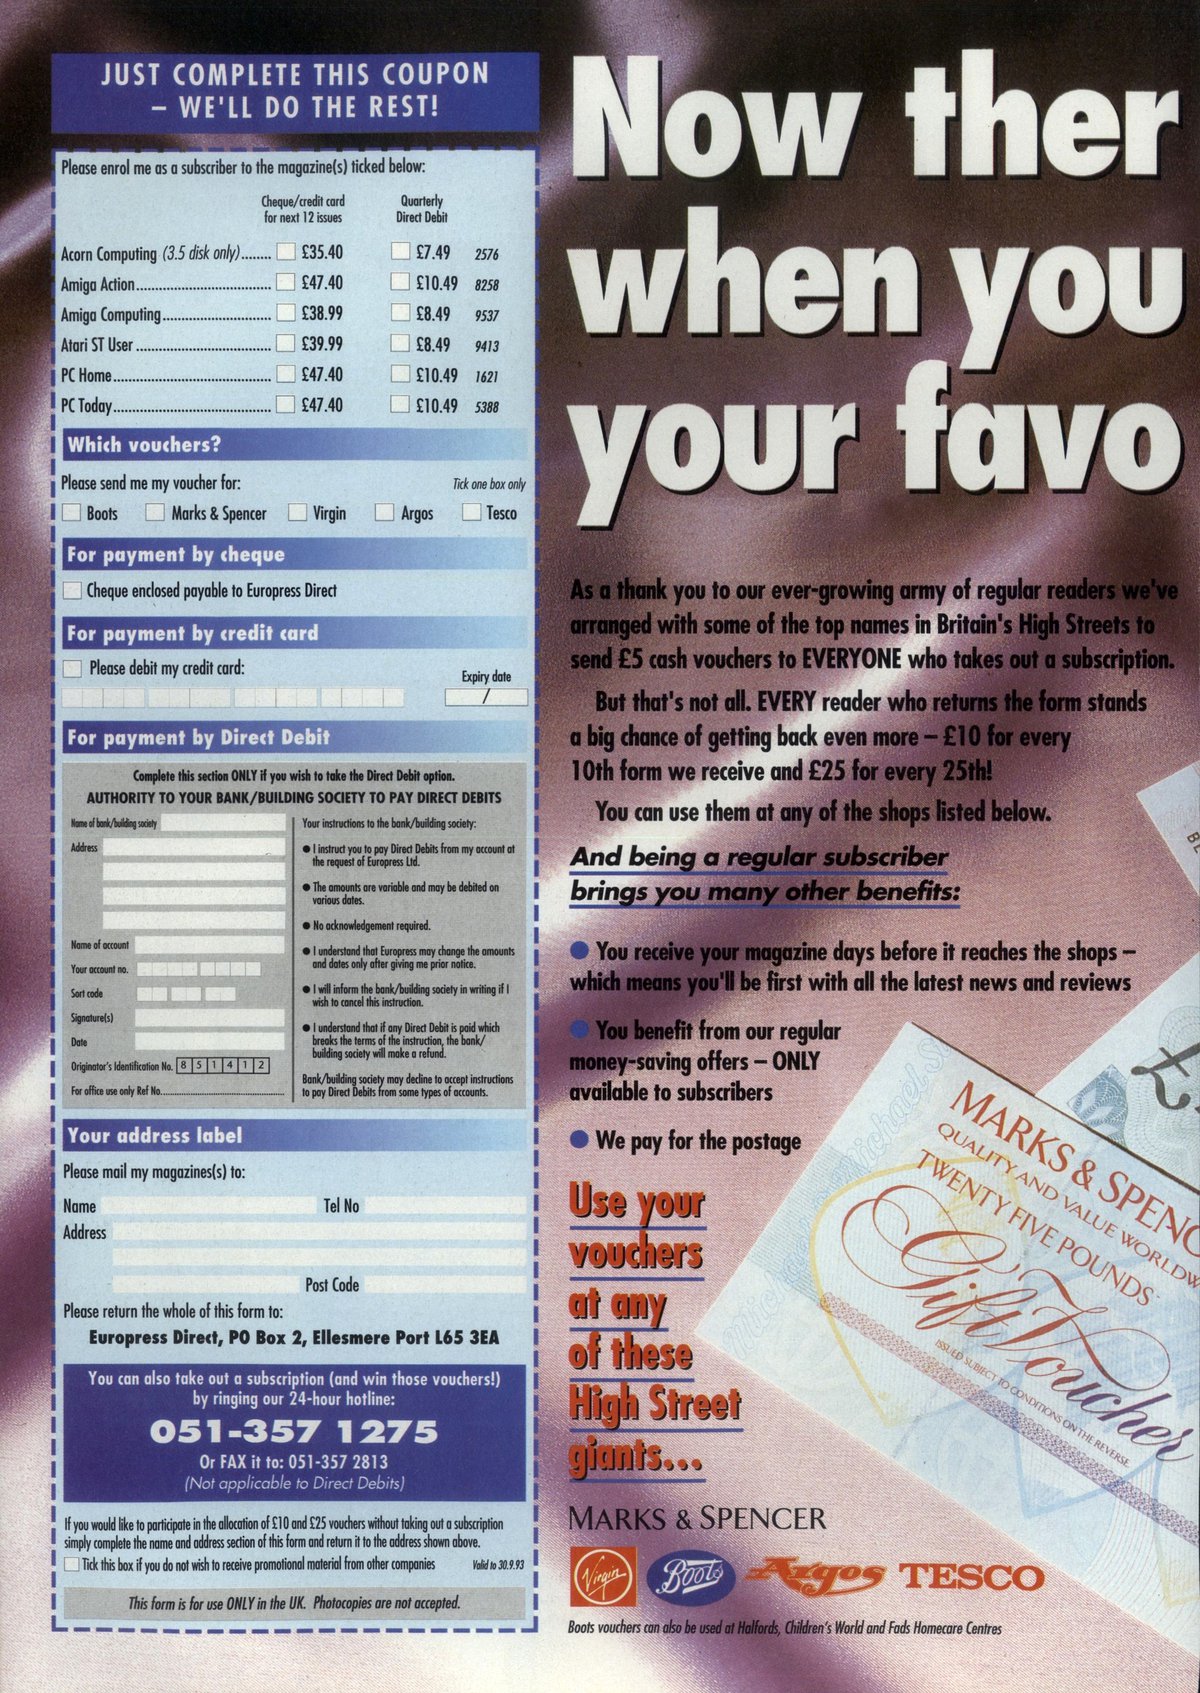 JUST COMPLETE THIS COUPON
– WE'LL DO THE REST!
Please enrol me as a subscriber to the magazine(s) ticked below:
Cheque/credit card
for next 12 issues
Quarterly
Direct Debit
Acorn Computing (3.5 disk only)........ £35.40 £7.49 2576
Amiga Action.................................. £47.40 £10.49 8258
Amiga Computing........................... £38.99 £8.49 9537
Atari ST User.................................. £39.99 £8.49 9413
PC Home........................................ £47.40 £10.49 1621
PC Today........................................ £47.40 £10.49 5388
Which vouchers?
Please send me my voucher for: Tick one box only
Boots Marks & Spencer Virgin Argos Tesco
For payment by cheque
Cheque enclosed payable to Europress Direct
For payment by credit card
Please debit my credit card:
Expiry date
/
For payment by Direct Debit
Complete this section ONLY if you wish to take the Direct Debit option.
AUTHORITY TO YOUR BANK/BUILDING SOCIETY TO PAY DIRECT DEBITS
Name of bank/building society
Address
Name of account
Your account no.
Sort code
Signature(s)
Date
Originator's Identification No. 8 5 1 4 1 2
For office use only Ref No.
Your instructions to the bank/building society:
● I instruct you to pay Direct Debits from my account at
the request of Europress Ltd.
● The amounts are variable and may be debited on
various dates.
● No acknowledgement required.
● I understand that Europress may change the amounts
and dates only after giving me prior notice.
● I will inform the bank/building society in writing if I
wish to cancel this instruction.
● I understand that if any Direct Debit is paid which
breaks the terms of the instruction, the bank/
building society will make a refund.
Bank/building society may decline to accept instructions
to pay Direct Debits from some types of accounts.
Your address label
Please mail my magazines(s) to:
Name Tel No
Address
Post Code
Please return the whole of this form to:
Europress Direct, PO Box 2, Ellesmere Port L65 3EA
You can also take out a subscription (and win those vouchers!)
by ringing our 24-hour hotline:
051-357 1275
Or FAX it to: 051-357 2813
(Not applicable to Direct Debits)
If you would like to participate in the allocation of £10 and £25 vouchers without taking out a subscription
simply complete the name and address section of this form and return it to the address shown above.
Tick this box if you do not wish to receive promotional material from other companies Valid to 30.9.93
This form is for use ONLY in the UK. Photocopies are not accepted.
Now ther
when you
your favo
As a thank you to our ever-growing army of regular readers we've
arranged with some of the top names in Britain's High Streets to
send £5 cash vouchers to EVERYONE who takes out a subscription.
But that's not all. EVERY reader who returns the form stands
a big chance of getting back even more – £10 for every
10th form we receive and £25 for every 25th!
You can use them at any of the shops listed below.
And being a regular subscriber
brings you many other benefits:
● You receive your magazine days before it reaches the shops –
which means you'll be first with all the latest news and reviews
● You benefit from our regular
money-saving offers – ONLY
available to subscribers
● We pay for the postage
Use your
vouchers
at any
of these
High Street
giants...
MARKS & SPENCER
Virgin Boots Argos TESCO
Boots vouchers can also be used at Halfords, Children's World and Fads Homecare Centres
£
MARKS & SPENC
QUALITY AND VALUE WORLDW
TWENTY FIVE POUNDS
Gift Voucher
ISSUED SUBJECT TO CONDITIONS ON THE REVERSE